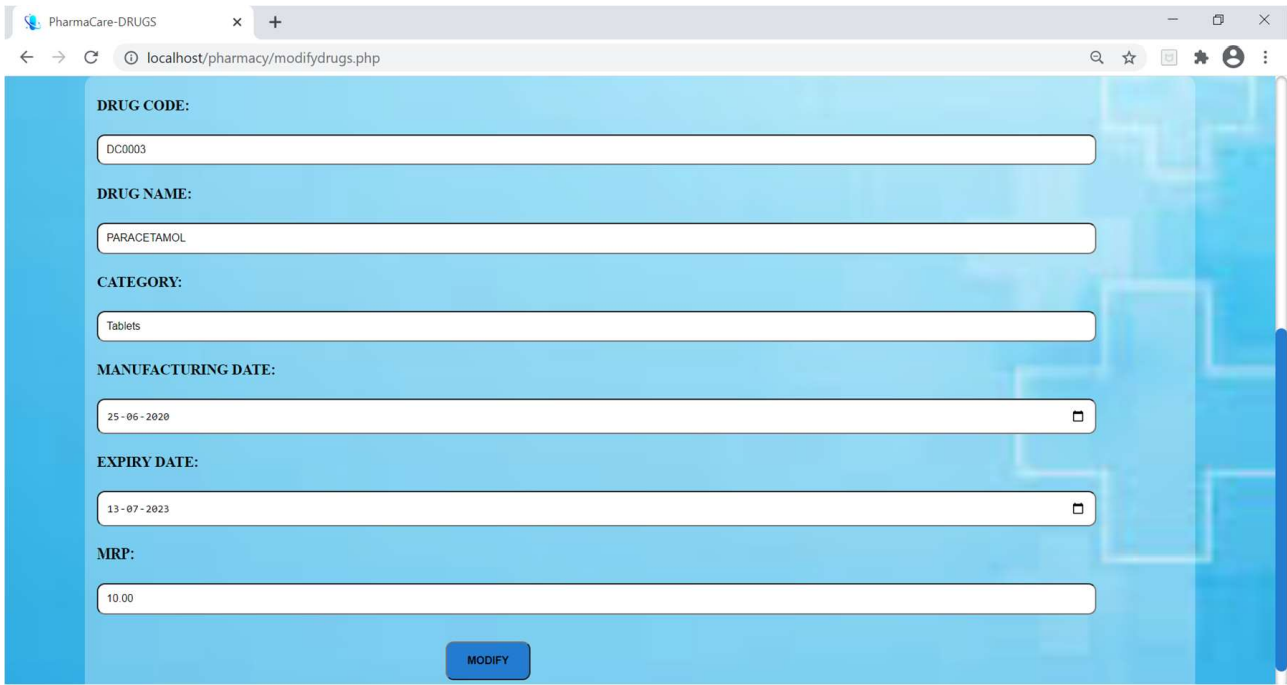 PharmaCare-DRUGS
localhost/pharmacy/modifydrugs.php
DRUG CODE:
DC0003
DRUG NAME:
PARACETAMOL
CATEGORY:
Tablets
MANUFACTURING DATE:
25-06-2020
EXPIRY DATE:
13-07-2023
MRP:
10.00
MODIFY